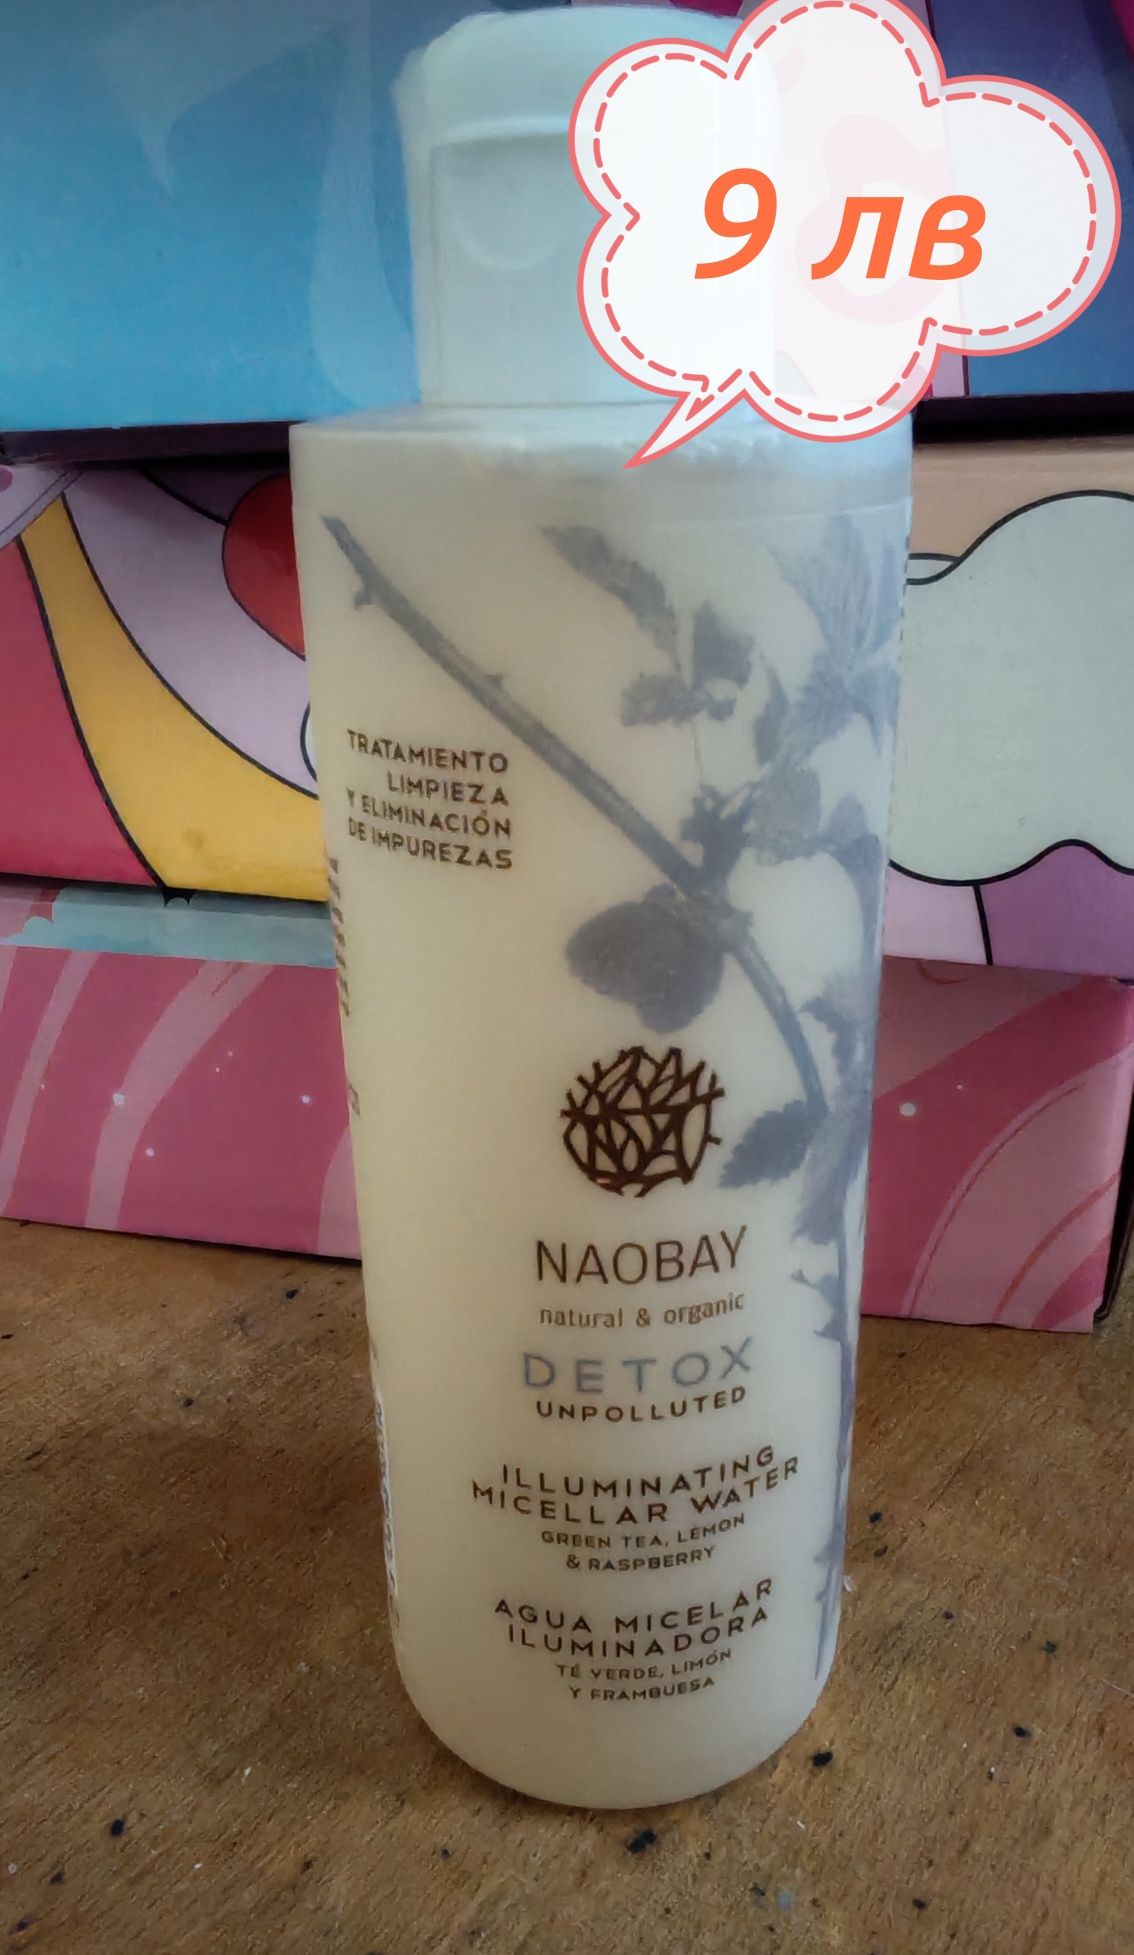 9 лв
TRATAMIENTO
LIMPIEZA
Y ELIMINACIÓN
DE IMPUREZAS
NAOBAY
natural & organic
DETOX
UNPOLLUTED
ILLUMINATING
MICELLAR WATER
GREEN TEA, LEMON
& RASPBERRY
AGUA MICELAR
ILUMINADORA
TÉ VERDE, LIMÓN
Y FRAMBUESA